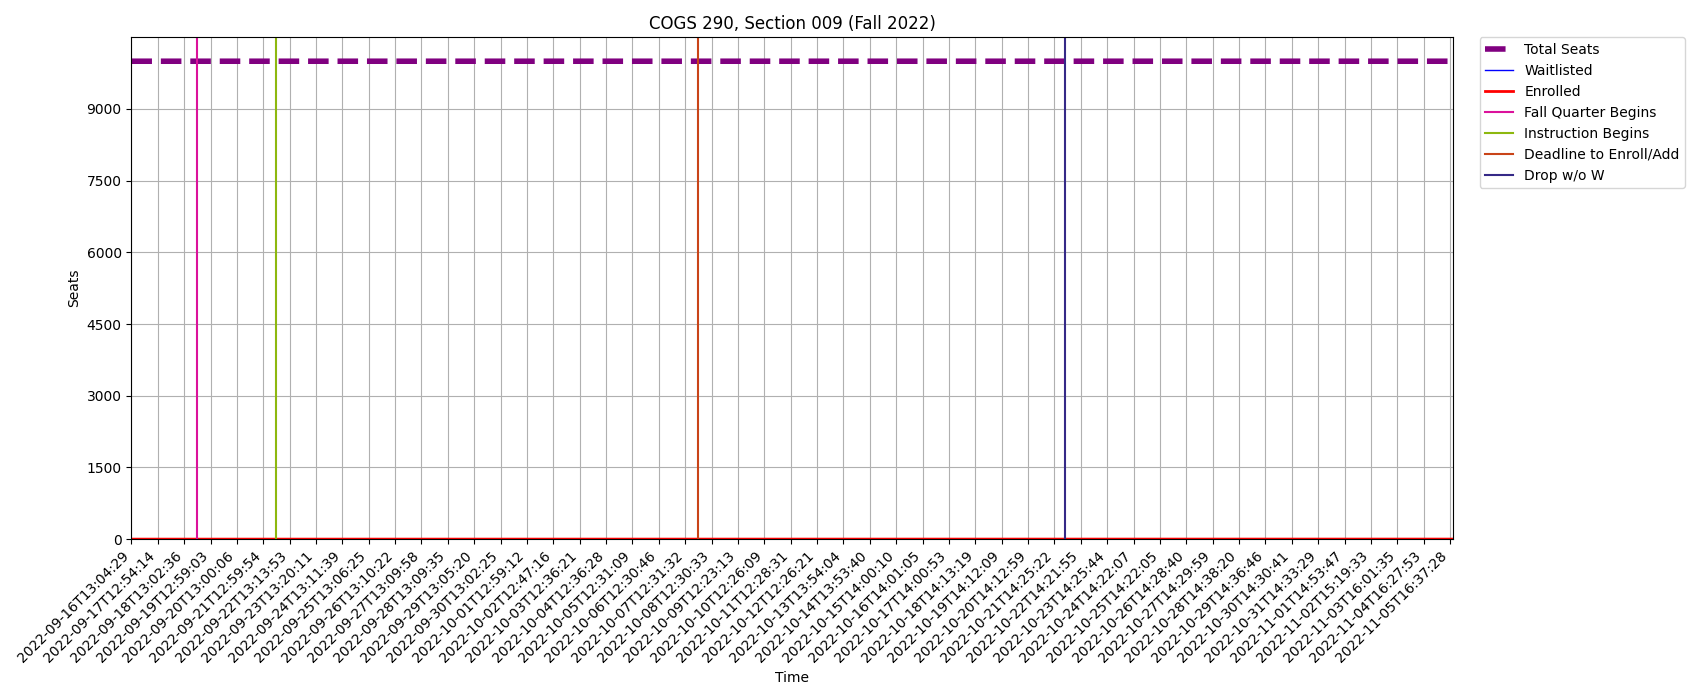 COGS 290, Section 009 (Fall 2022)
Total Seats
Waitlisted
Enrolled
Fall Quarter Begins
Instruction Begins
Deadline to Enroll/Add
Drop w/o W
Seats
9000
7500
6000
4500
3000
1500
0
2022-09-16T13:04:29
2022-09-17T12:54:14
2022-09-18T13:02:36
2022-09-19T12:59:03
2022-09-20T13:00:06
2022-09-21T12:59:54
2022-09-22T13:13:53
2022-09-23T13:20:11
2022-09-24T13:11:39
2022-09-25T13:06:25
2022-09-26T13:10:22
2022-09-27T13:09:58
2022-09-28T13:09:35
2022-09-29T13:05:20
2022-09-30T13:02:25
2022-10-01T12:59:12
2022-10-02T12:47:16
2022-10-03T12:36:21
2022-10-04T12:36:28
2022-10-05T12:31:09
2022-10-06T12:30:46
2022-10-07T12:31:32
2022-10-08T12:30:33
2022-10-09T12:23:13
2022-10-10T12:26:09
2022-10-11T12:28:31
2022-10-12T12:26:21
2022-10-13T13:54:04
2022-10-14T13:53:40
2022-10-15T14:00:10
2022-10-16T14:01:05
2022-10-17T14:00:53
2022-10-18T14:13:19
2022-10-19T14:12:09
2022-10-20T14:12:59
2022-10-21T14:25:22
2022-10-22T14:21:55
2022-10-23T14:25:44
2022-10-24T14:22:07
2022-10-25T14:22:05
2022-10-26T14:28:40
2022-10-27T14:29:59
2022-10-28T14:38:20
2022-10-29T14:36:46
2022-10-30T14:30:41
2022-10-31T14:33:29
2022-11-01T14:53:47
2022-11-02T15:19:33
2022-11-03T16:01:35
2022-11-04T16:27:53
2022-11-05T16:37:28
Time